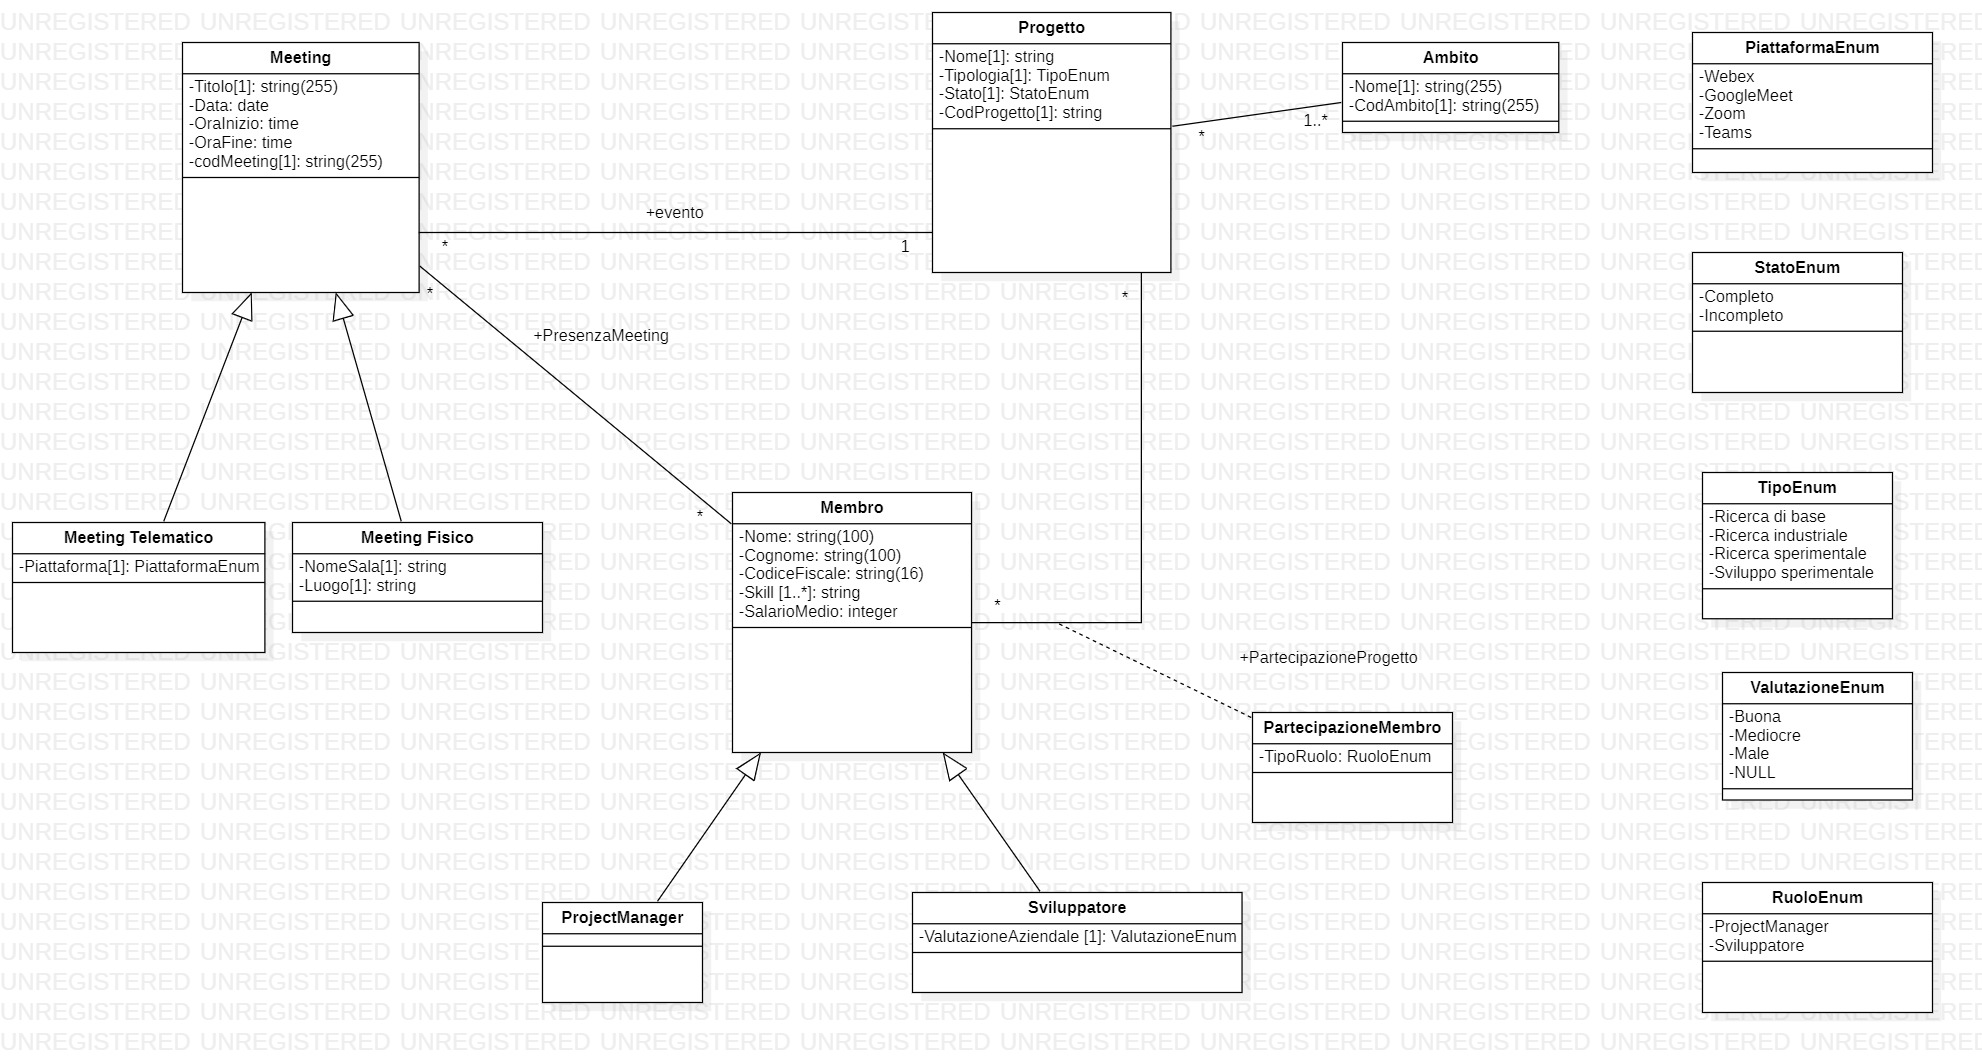 Meeting
-Titolo[1]: string(255)
-Data: date
-OraInizio: time
-OraFine: time
-codMeeting[1]: string(255)
Progetto
-Nome[1]: string
-Tipologia[1]: TipoEnum
-Stato[1]: StatoEnum
-CodProgetto[1]: string
Ambito
-Nome[1]: string(255)
-CodAmbito[1]: string(255)
*
1..*
PiattaformaEnum
-Webex
-GoogleMeet
-Zoom
-Teams
+evento
*
1
*
*
+PresenzaMeeting
*
StatoEnum
-Completo
-Incompleto
Meeting Telematico
-Piattaforma[1]: PiattaformaEnum
Meeting Fisico
-NomeSala[1]: string
-Luogo[1]: string
Membro
-Nome: string(100)
-Cognome: string(100)
-CodiceFiscale: string(16)
-Skill [1..*]: string
-SalarioMedio: integer
*
TipoEnum
-Ricerca di base
-Ricerca industriale
-Ricerca sperimentale
-Sviluppo sperimentale
+PartecipazioneProgetto
PartecipazioneMembro
-TipoRuolo: RuoloEnum
ValutazioneEnum
-Buona
-Mediocre
-Male
-NULL
ProjectManager
Sviluppatore
-ValutazioneAziendale [1]: ValutazioneEnum
RuoloEnum
-ProjectManager
-Sviluppatore
UNREGISTERED